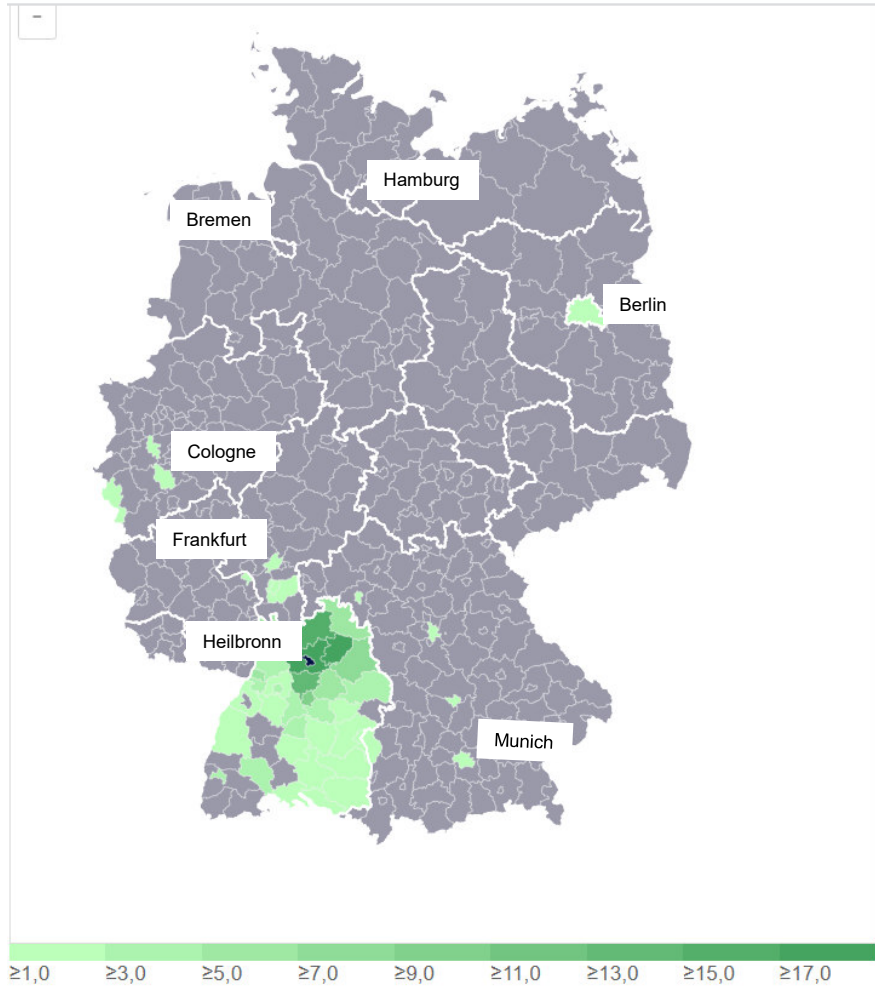 -
Hamburg
Bremen
Berlin
Cologne
Frankfurt
Heilbronn
Munich
≥1,0 ≥3,0 ≥5,0 ≥7,0 ≥9,0 ≥11,0 ≥13,0 ≥15,0 ≥17,0